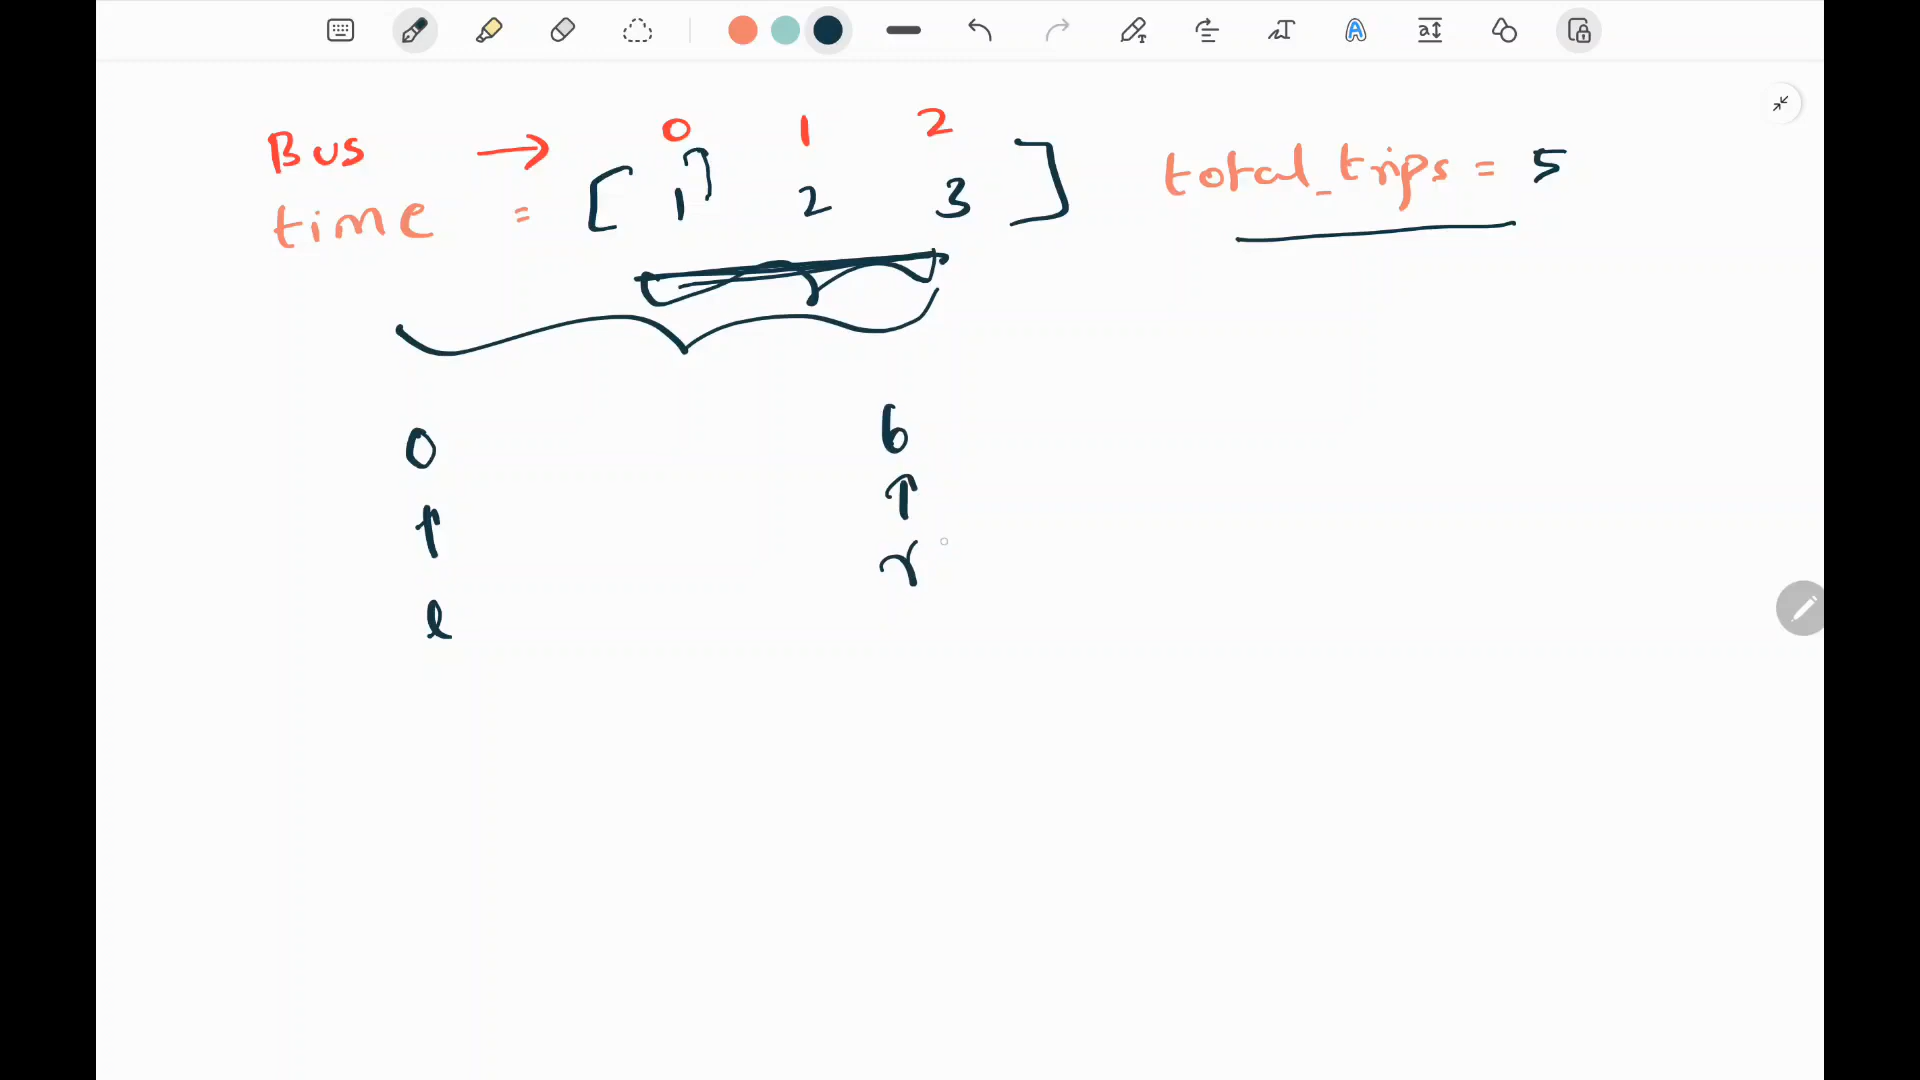 Bus → 0 1 2
time = [ 1 2 3 ] total_trips = 5
0 6
↑ ↑
l r